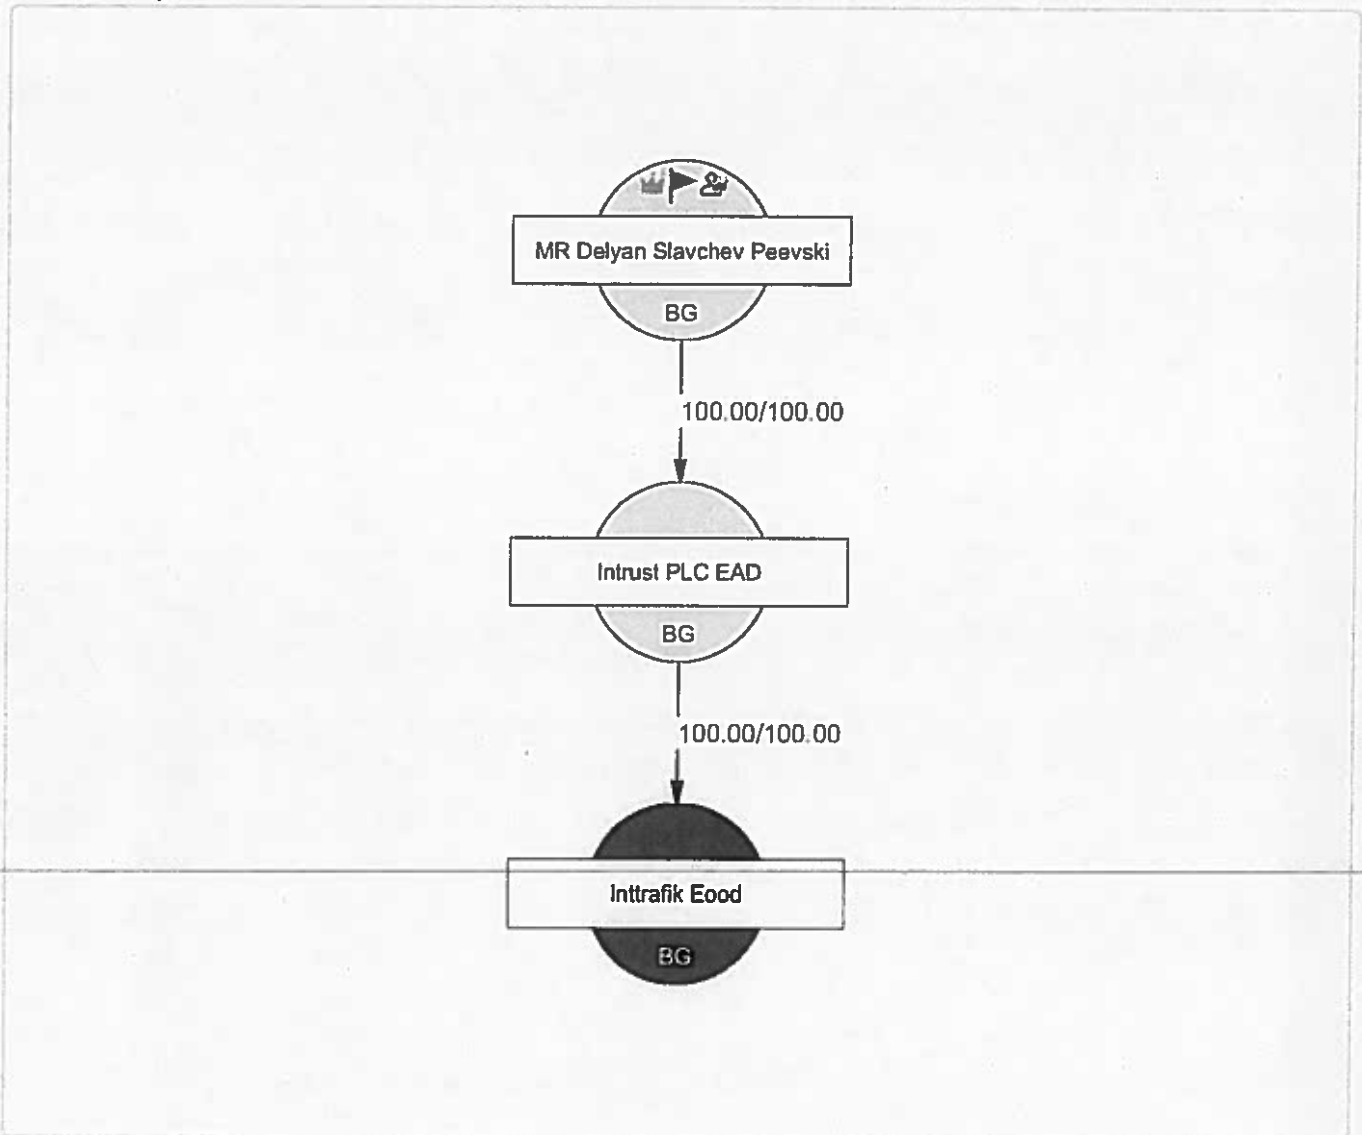 MR Delyan Slavchev Peevski
BG
100.00/100.00
Intrust PLC EAD
BG
100.00/100.00
Inttrafik Eood
BG